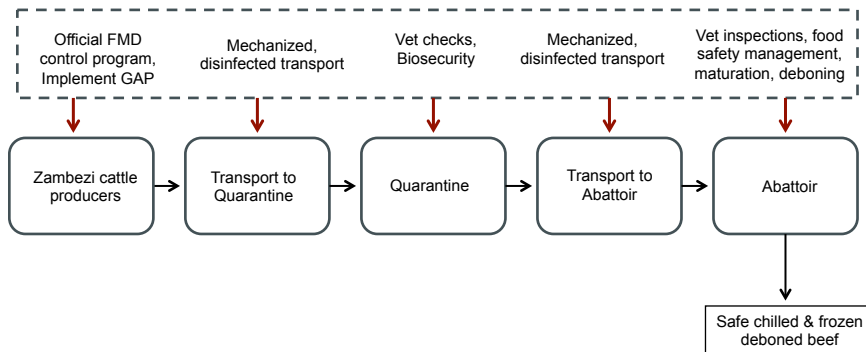 Official FMD
control program,
Implement GAP
Mechanized,
disinfected transport
Vet checks,
Biosecurity
Mechanized,
disinfected transport
Vet inspections, food
safety management,
maturation, deboning
Zambezi cattle
producers
Transport to
Quarantine
Quarantine
Transport to
Abattoir
Abattoir
Safe chilled & frozen
deboned beef